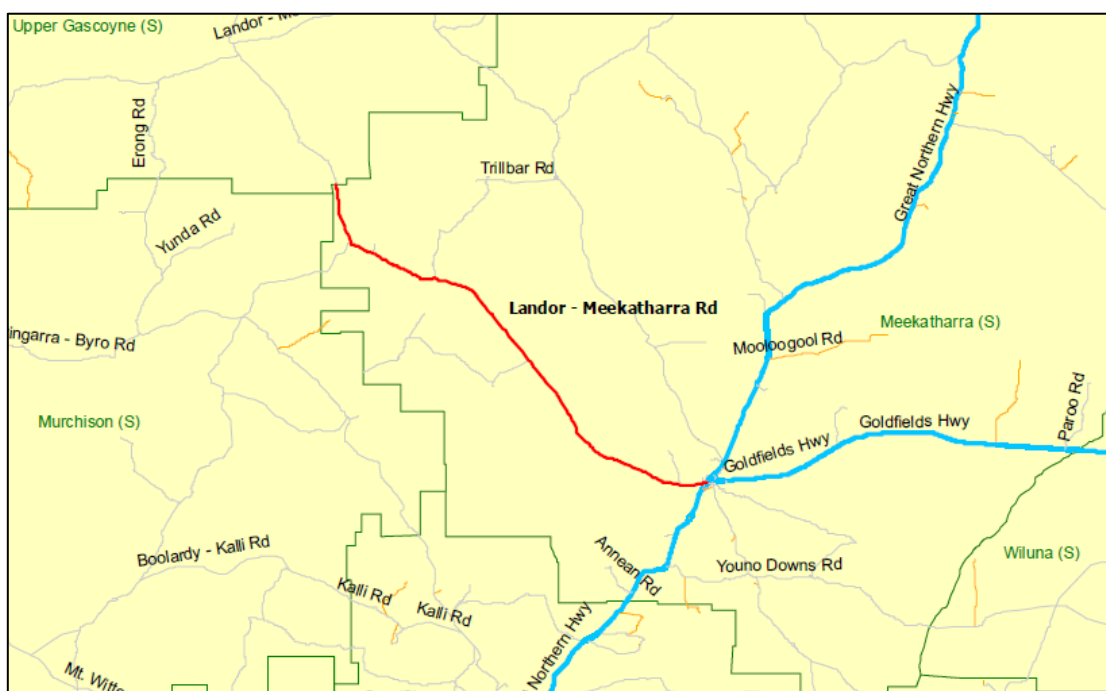 Upper Gascoyne (S)
Landor - M
Erong Rd
Great Northern Hwy
Trillbar Rd
Yunda Rd
Landor - Meekatharra Rd
Meekatharra (S)
ingarra - Byro Rd
Mooloogool Rd
Paroo Rd
Murchison (S)
Goldfields Hwy
Goldfields Hwy
Boolardy - Kalli Rd
Annean Rd
Youno Downs Rd
Wiluna (S)
Kalli Rd
Kalli Rd
Northern Hwy
Mt. Witte